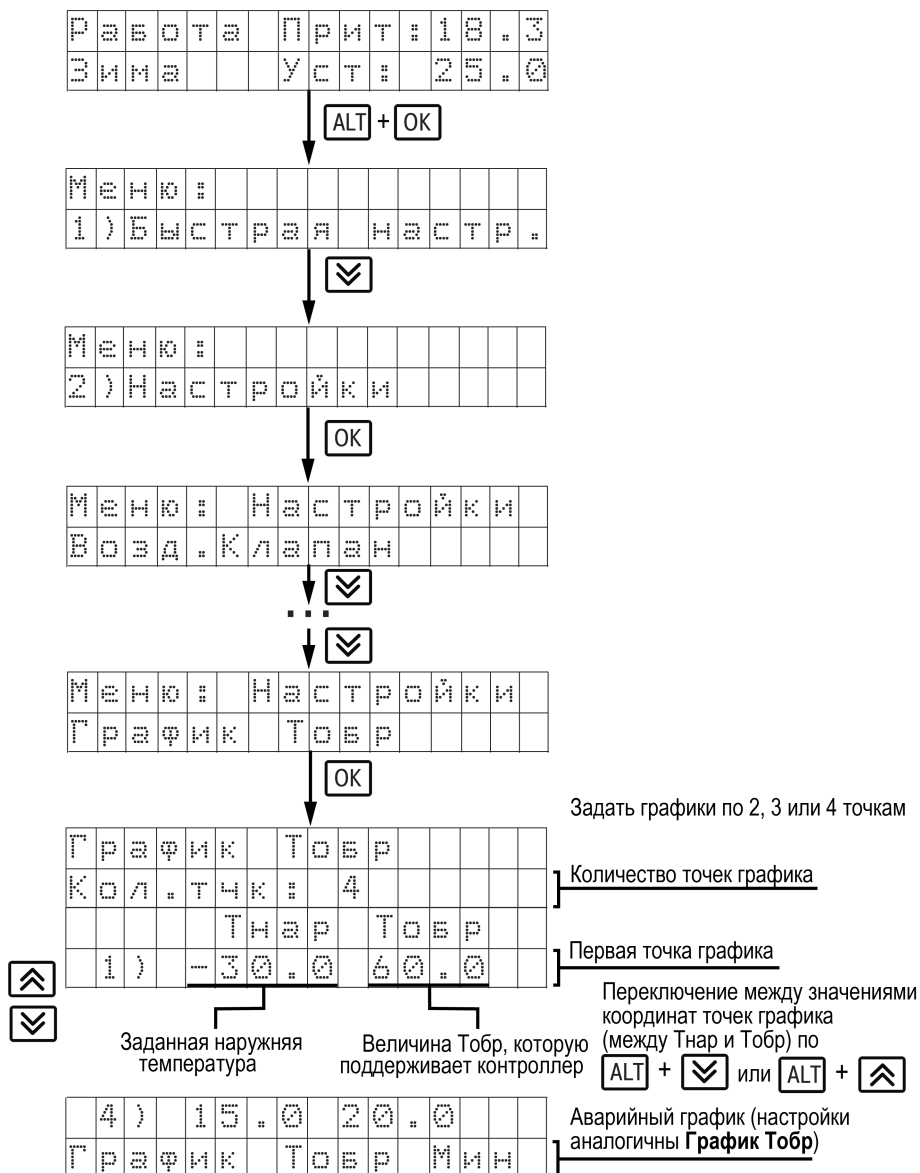 Работа Прит:18.3
Зима Уст: 25.0
ALT + OK
Меню:
1)Быстрая настр.
Меню:
2)Настройки
OK
Меню: Настройки
Возд.Клапан
...
Меню: Настройки
График Тобр
OK
Задать графики по 2, 3 или 4 точкам
График Тобр
Кол.тчк: 4
Количество точек графика
Тнар Тобр
1) -30.0 60.0
Первая точка графика
Заданная наружняя
температура
Величина Тобр, которую
поддерживает контроллер
Переключение между значениями
координат точек графика
(между Тнар и Тобр) по
ALT + или ALT +
4) 15.0 20.0
График Тобр Мин
Аварийный график (настройки
аналогичны График Тобр)